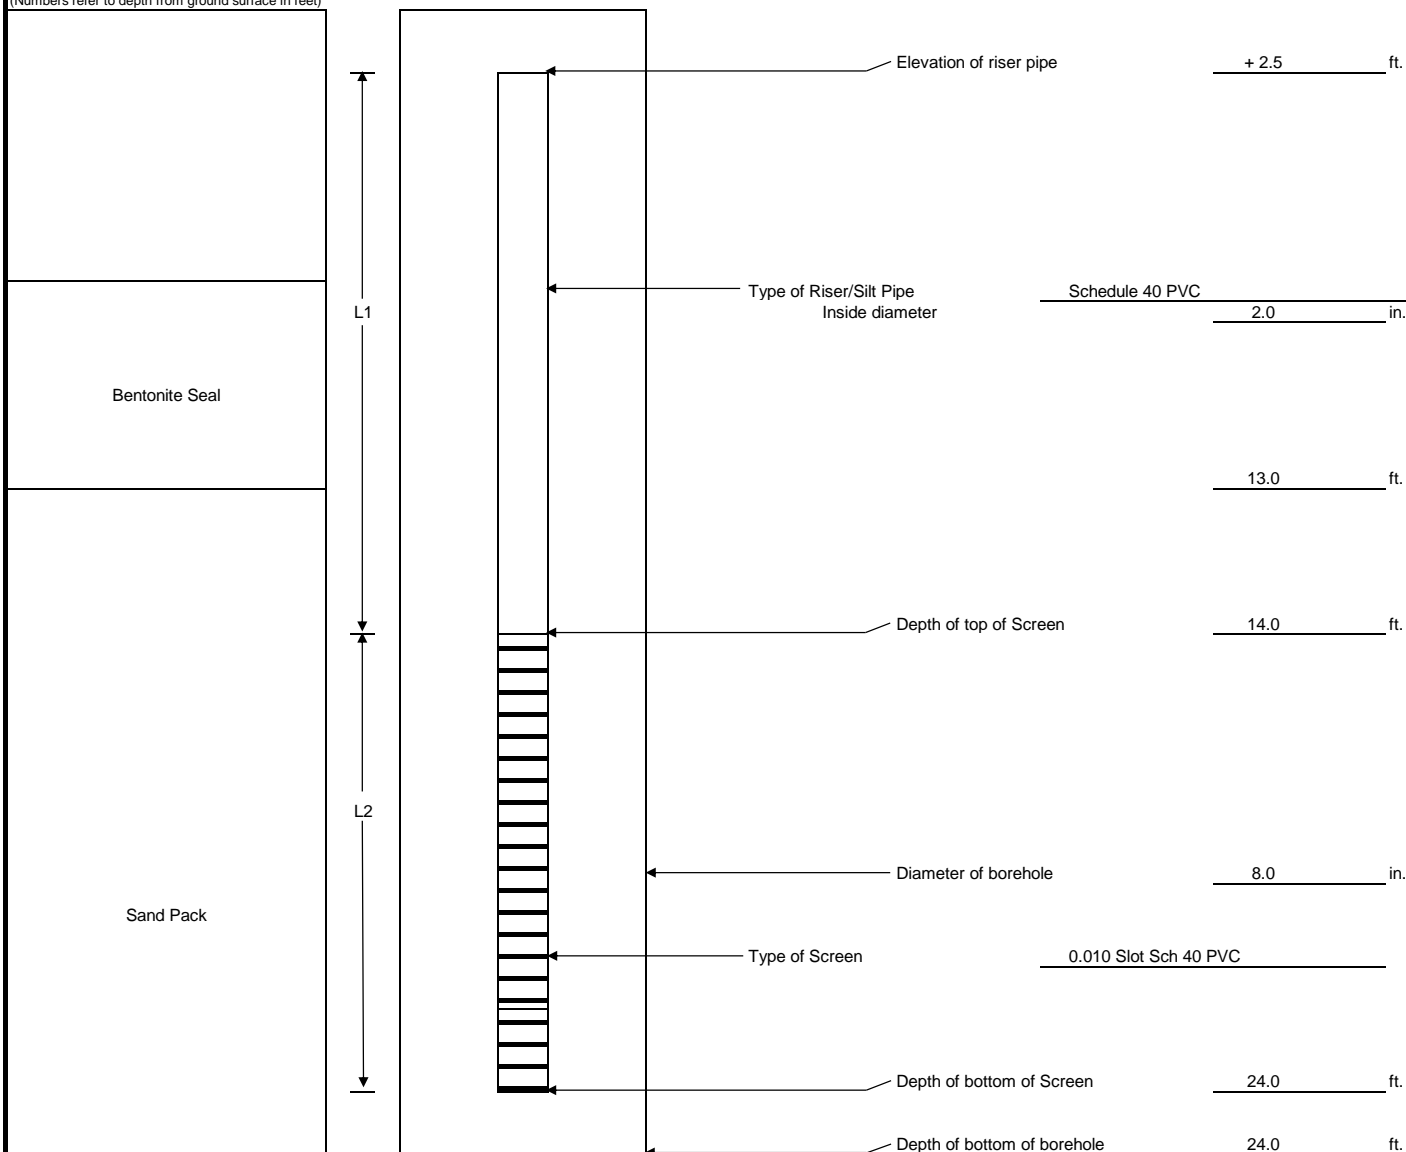 (Numbers refer to depth from ground surface in feet)
Elevation of riser pipe + 2.5 ft.
Type of Riser/Silt Pipe Schedule 40 PVC
L1
Inside diameter 2.0 in.
Bentonite Seal
13.0 ft.
Depth of top of Screen 14.0 ft.
L2
Diameter of borehole 8.0 in.
Sand Pack
Type of Screen 0.010 Slot Sch 40 PVC
Depth of bottom of Screen 24.0 ft.
Depth of bottom of borehole 24.0 ft.